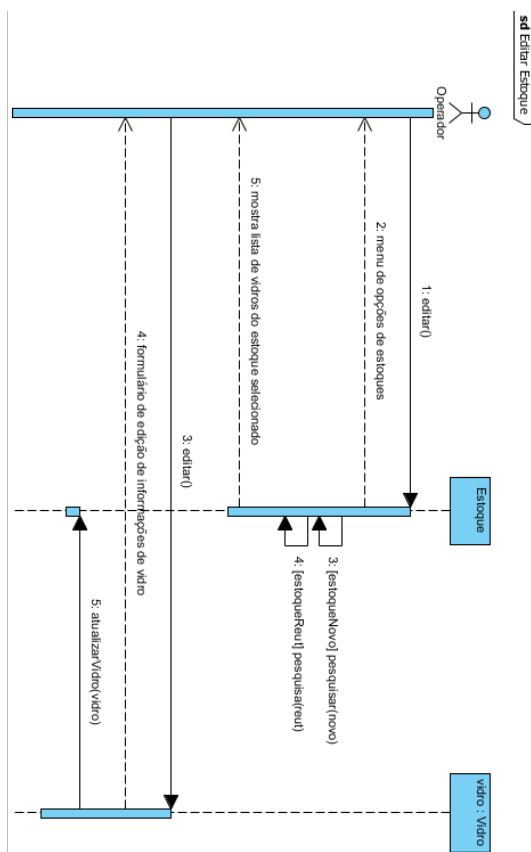 sd Editar Estoque
Operador
Estoque
vidro : Vidro
1: editar()
2: menu de opções de estoques
3: [estoqueNovo] pesquisar(novo)
4: [estoqueReut] pesquisa(reut)
5: mostra lista de vidros do estoque selecionado
3: editar()
4: formulário de edição de informações de vidro
5: atualizarVidro(vidro)